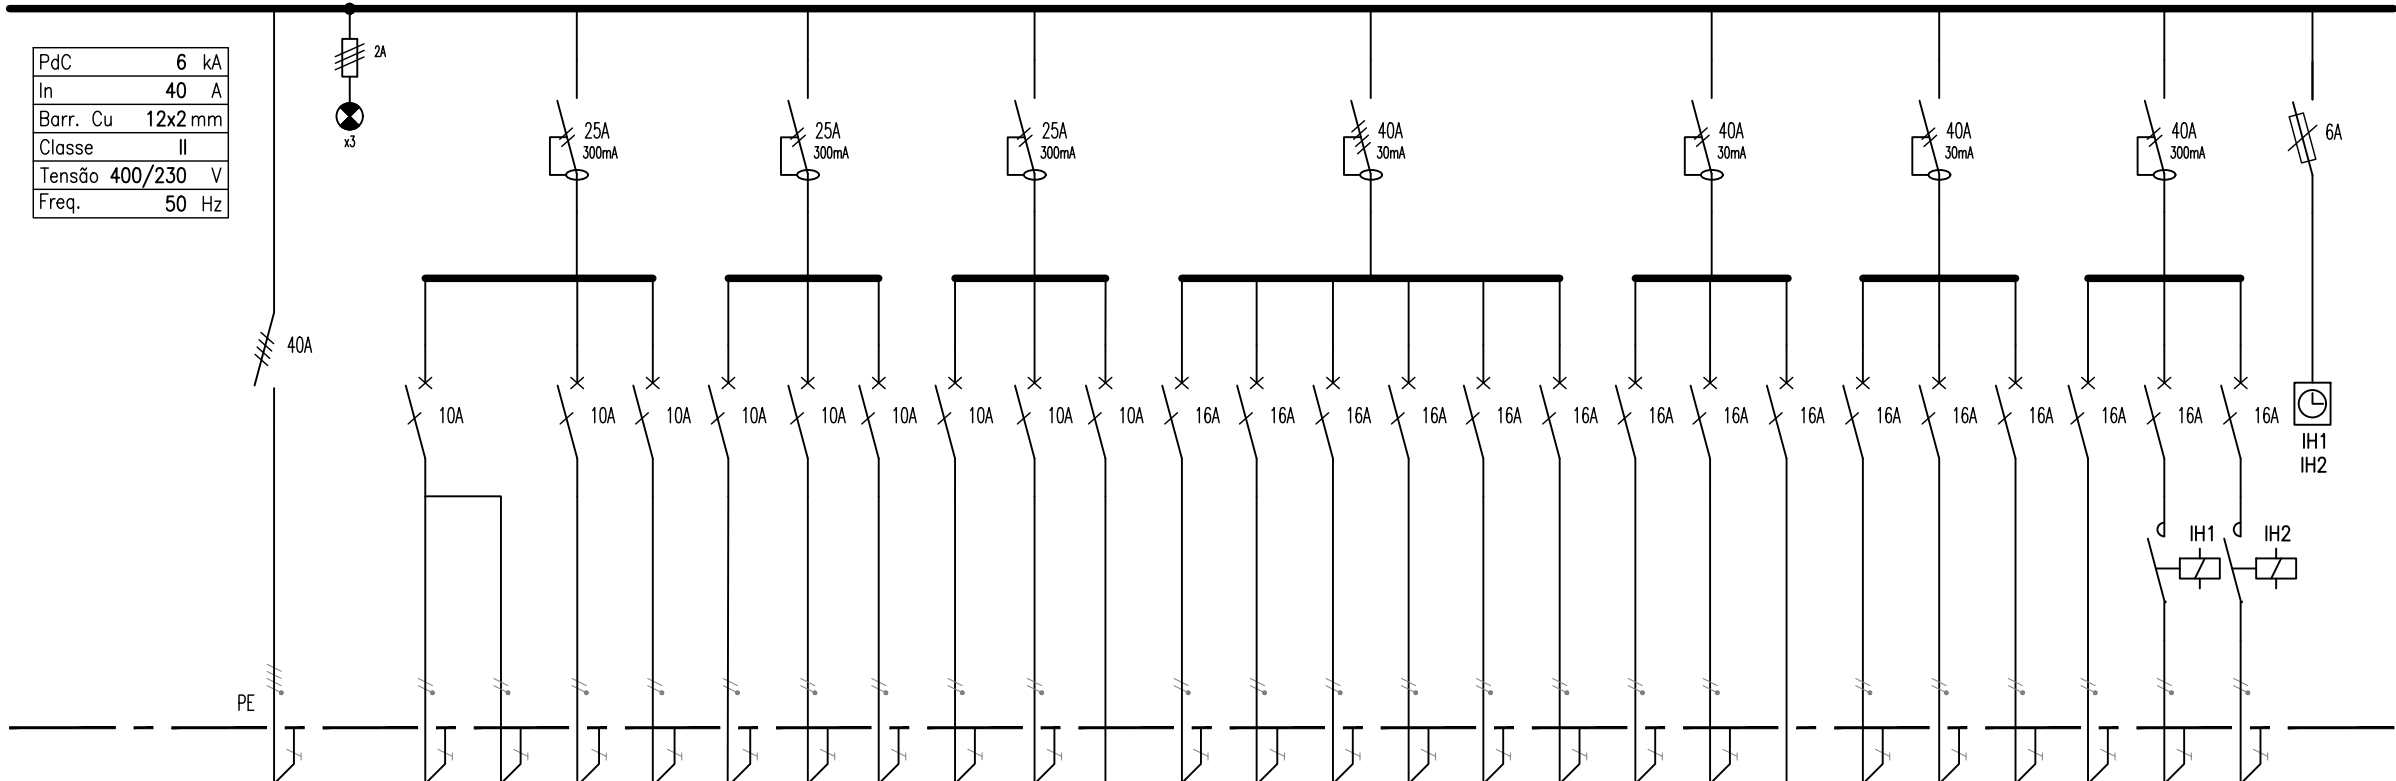 PdC 6 kA
In 40 A
Barr. Cu 12x2 mm
Classe II
Tensão 400/230 V
Freq. 50 Hz
2A
x3
25A
300mA
25A
300mA
25A
300mA
40A
30mA
40A
30mA
40A
30mA
40A
300mA
6A
40A
10A 10A 10A 10A 10A 10A 10A 10A 10A 16A 16A 16A 16A 16A 16A 16A 16A 16A 16A 16A 16A 16A 16A 16A
IH1
IH2
IH1 IH2
PE